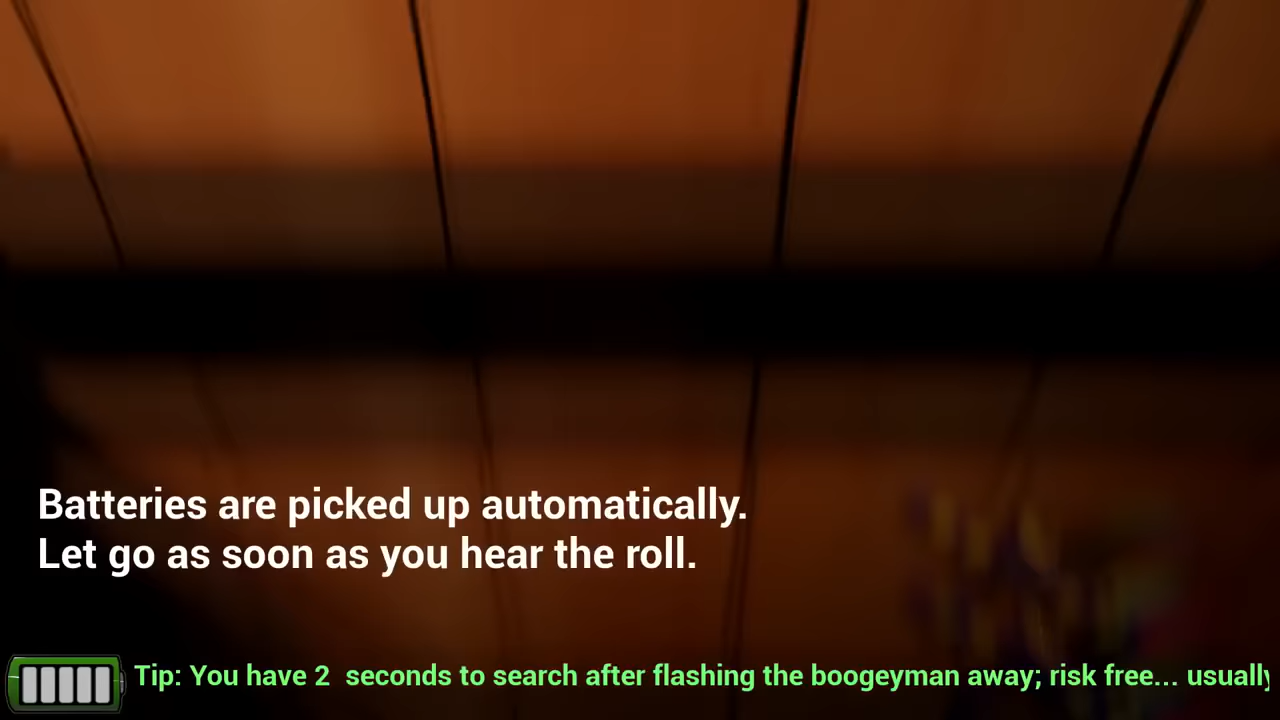 Batteries are picked up automatically.
Let go as soon as you hear the roll.
Tip: You have 2 seconds to search after flashing the boogeyman away; risk free... usually